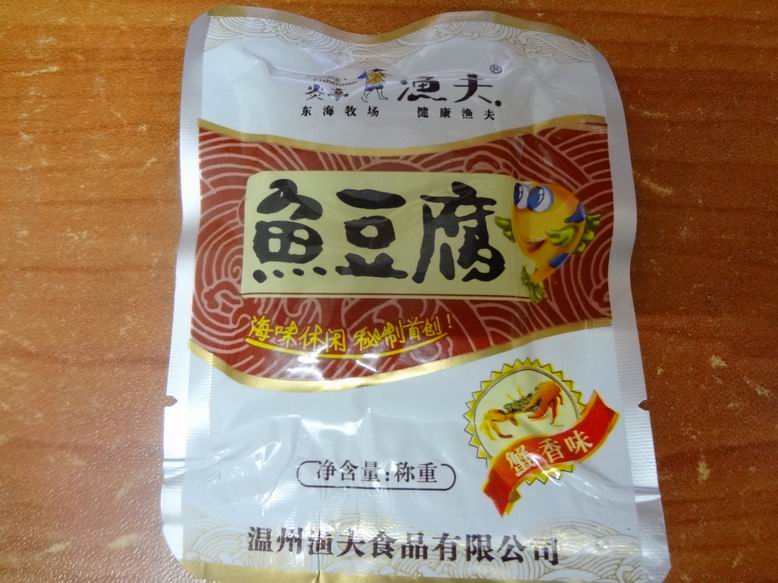 渔夫®
东海牧场 健康渔夫
鱼豆腐
海味休闲 秘制首创!
蟹香味
净含量:称重
温州渔夫食品有限公司